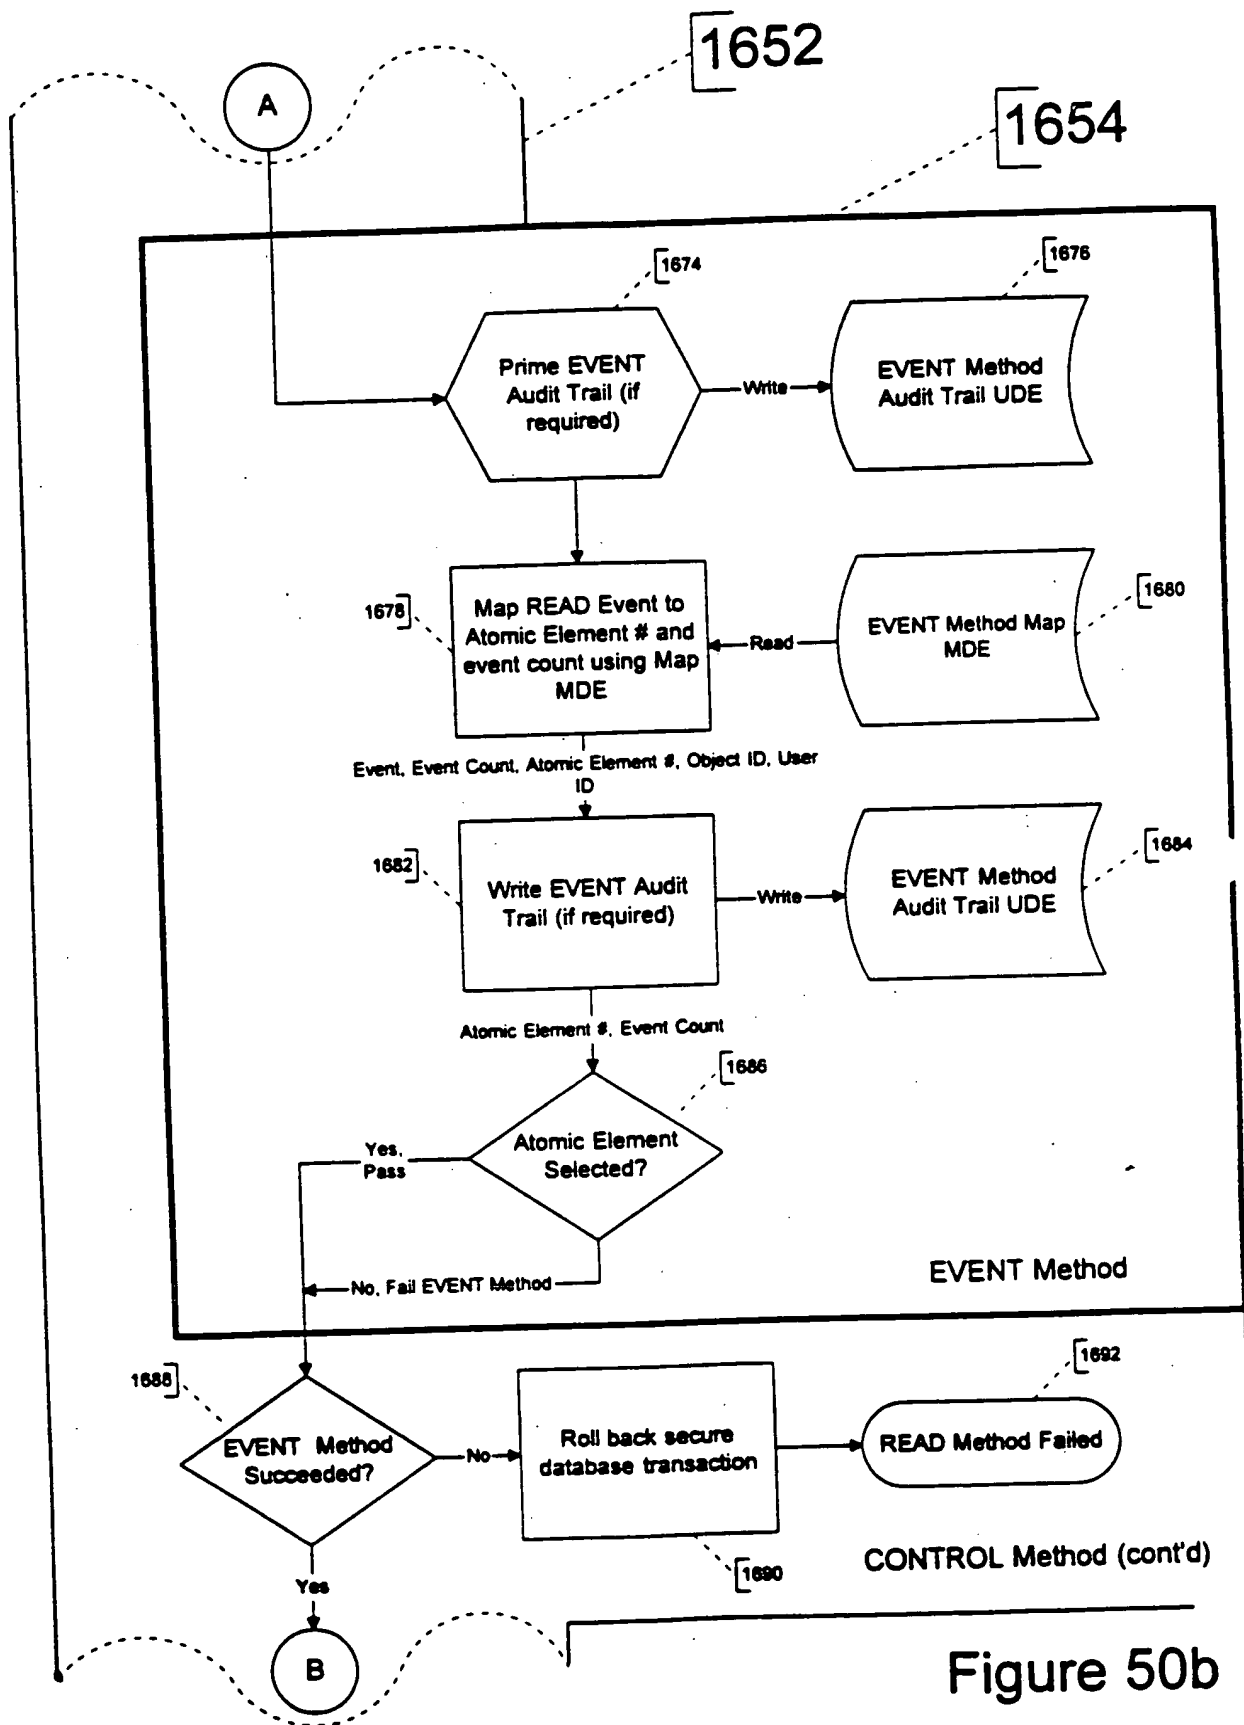 1652
A
1654
1674
1676
Prime EVENT
Audit Trail (if
required)
Write
EVENT Method
Audit Trail UDE
1678
Map READ Event to
Atomic Element # and
event count using Map
MDE
Read
EVENT Method Map
MDE
1680
Event, Event Count, Atomic Element #, Object ID, User
ID
1682
Write EVENT Audit
Trail (if required)
Write
EVENT Method
Audit Trail UDE
1684
Atomic Element #, Event Count
1686
Atomic Element
Selected?
Yes,
Pass
No, Fail EVENT Method
EVENT Method
1688
EVENT Method
Succeeded?
No
Roll back secure
database transaction
1692
READ Method Failed
1690
CONTROL Method (cont'd)
Yes
B
Figure 50b